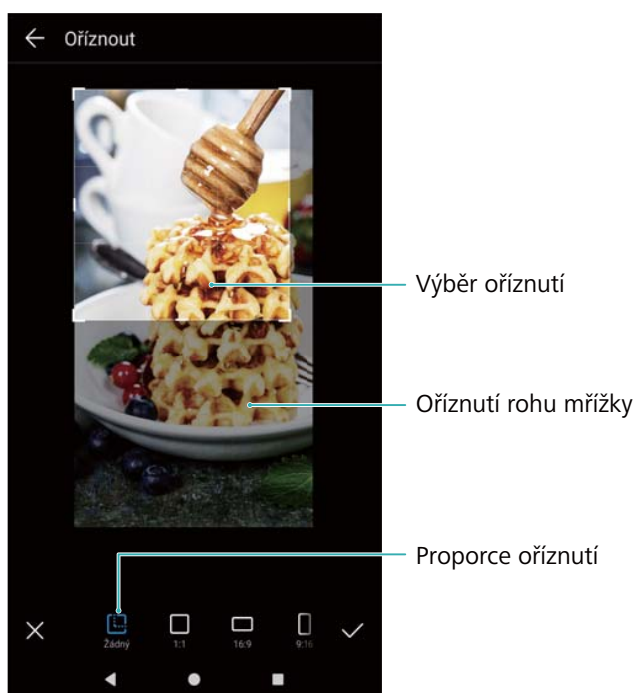 Oříznout
Výběr oříznutí
Oříznutí rohu mřížky
Proporce oříznutí
Žádný
1:1
16:9
9:16